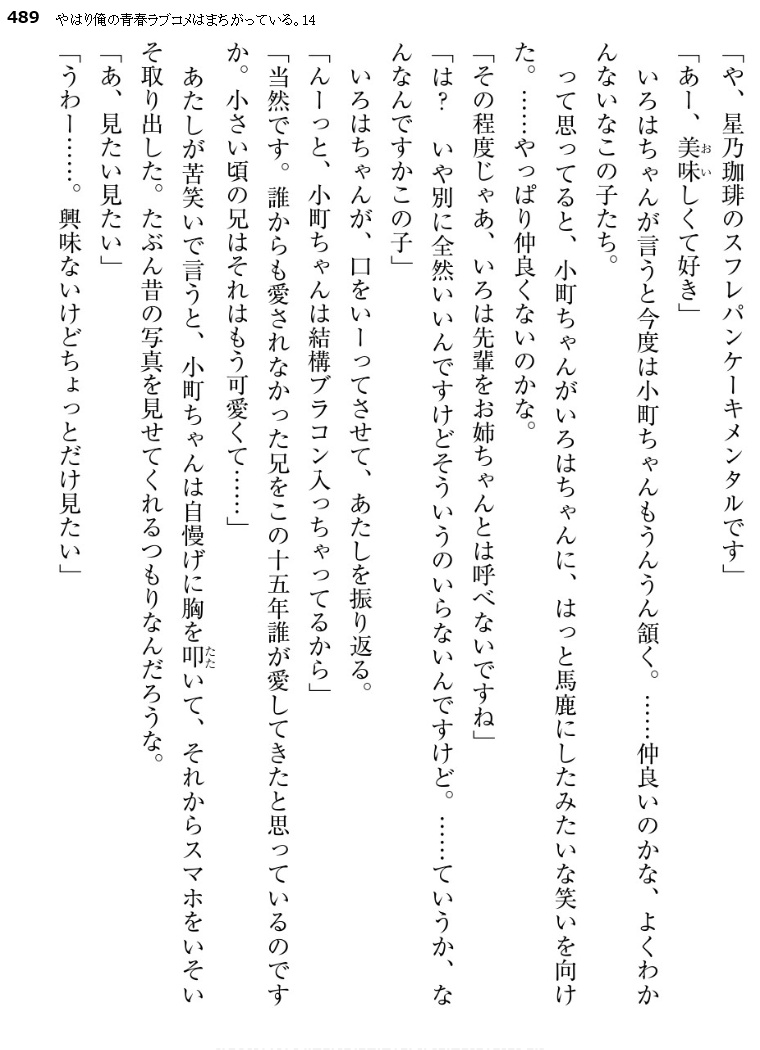 489 やはり俺の青春ラブコメはまちがっている。14
「や、星乃珈琲のスフレパンケーキメンタルです」
「あー、美味しくて好き」
おい
いろはちゃんが言うと今度は小町ちゃんもうんうん頷く。……仲良いのかな、よくわか
んないなこの子たち。
って思ってると、小町ちゃんがいろはちゃんに、はっと馬鹿にしたみたいな笑いを向け
た。……やっぱり仲良くないのかな。
「その程度じゃあ、いろは先輩をお姉ちゃんとは呼べないですね」
「は？　いや別に全然いいんですけどそういうのいらないんですけど。……ていうか、な
んなんですかこの子」
いろはちゃんが、口をいーってさせて、あたしを振り返る。
「んーっと、小町ちゃんは結構ブラコン入っちゃってるから」
「当然です。誰からも愛されなかった兄をこの十五年誰が愛してきたと思っているのです
か。小さい頃の兄はそれはもう可愛くて……」
あたしが苦笑いで言うと、小町ちゃんは自慢げに胸を叩いて、それからスマホをいそい
たた
そ取り出した。たぶん昔の写真を見せてくれるつもりなんだろうな。
「あ、見たい見たい」
「うわー……。興味ないけどちょっとだけ見たい」